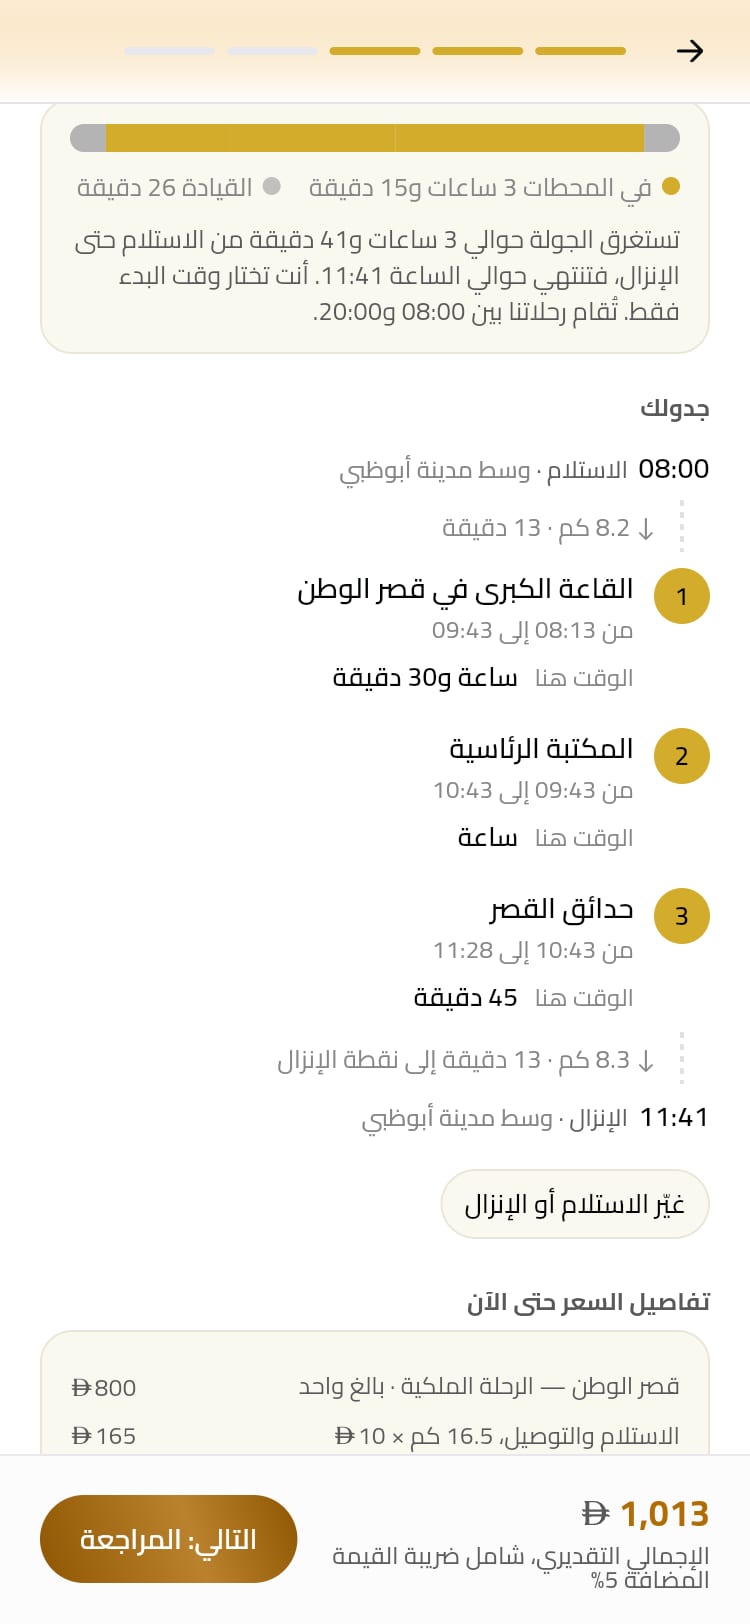 في المحطات 3 ساعات و15 دقيقة
القيادة 26 دقيقة
تستغرق الجولة حوالي 3 ساعات و41 دقيقة من الاستلام حتى
الإنزال، فتنتهي حوالي الساعة 11:41. أنت تختار وقت البدء
فقط. تُقام رحلاتنا بين 08:00 و20:00.
جدولك
08:00 الاستلام · وسط مدينة أبوظبي
↓ 8.2 كم · 13 دقيقة
1 القاعة الكبرى في قصر الوطن
من 08:13 إلى 09:43
الوقت هنا ساعة و30 دقيقة
2 المكتبة الرئاسية
من 09:43 إلى 10:43
الوقت هنا ساعة
3 حدائق القصر
من 10:43 إلى 11:28
الوقت هنا 45 دقيقة
↓ 8.3 كم · 13 دقيقة إلى نقطة الإنزال
11:41 الإنزال · وسط مدينة أبوظبي
غيّر الاستلام أو الإنزال
تفاصيل السعر حتى الآن
قصر الوطن — الرحلة الملكية · بالغ واحد 800 D
الاستلام والتوصيل، 16.5 كم × 10 D 165 D
1,013 D
الإجمالي التقديري، شامل ضريبة القيمة
المضافة 5%
التالي: المراجعة